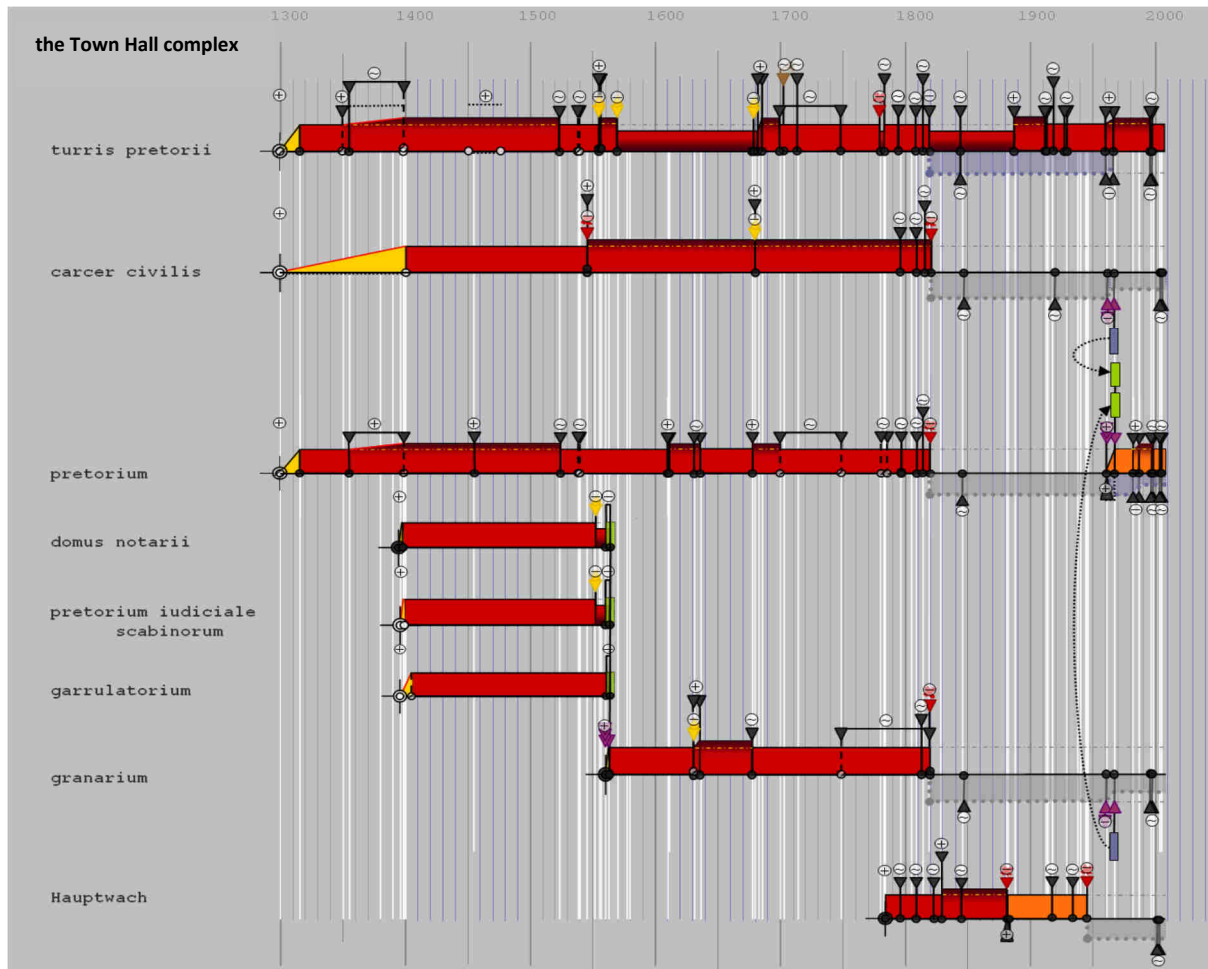 1300 1400 1500 1600 1700 1800 1900 2000
the Town Hall complex
turris pretorii
carcer civilis
pretorium
domus notarii
pretorium iudiciale
scabinorum
garrulatorium
granarium
Hauptwach